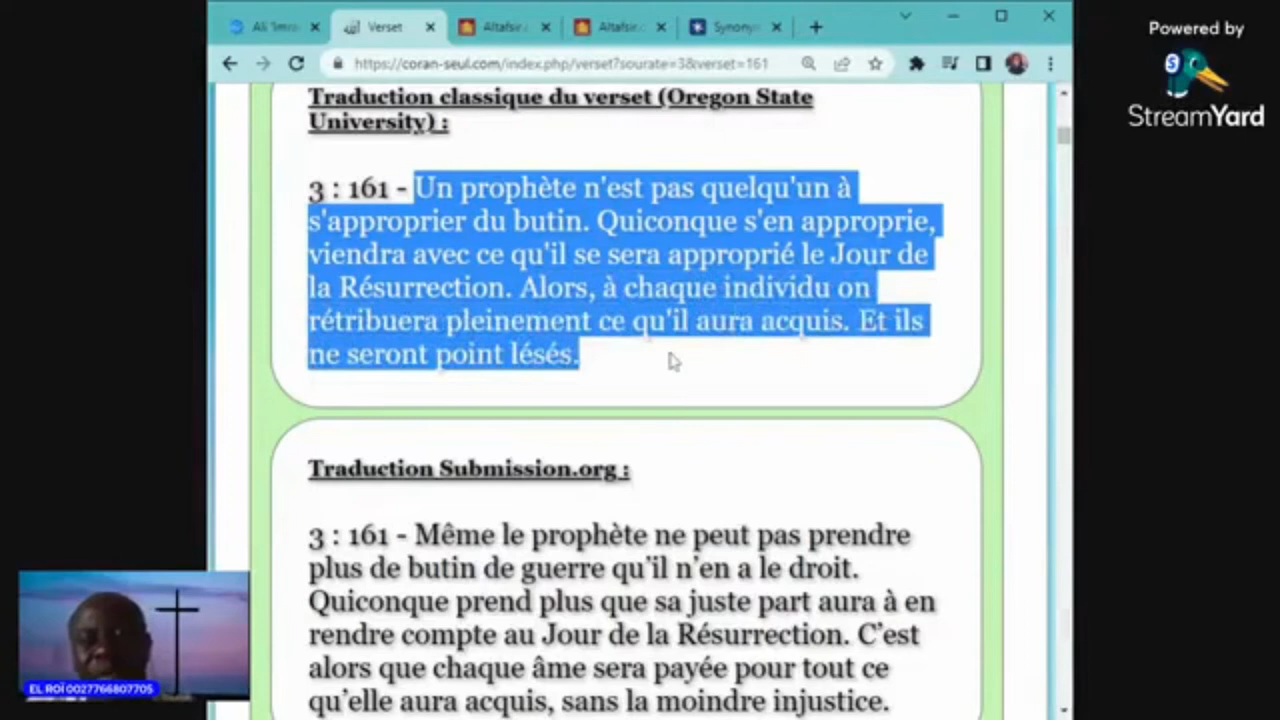 Ali 'Imra
Verset
Altafsir.
Altafsir.c
Synonym
Powered by
StreamYard
https://coran-seul.com/index.php/verset?sourate=3&verset=161
Traduction classique du verset (Oregon State
University) :
3 : 161 - Un prophète n'est pas quelqu'un à
s'approprier du butin. Quiconque s'en approprie,
viendra avec ce qu'il se sera approprié le Jour de
la Résurrection. Alors, à chaque individu on
rétribuera pleinement ce qu'il aura acquis. Et ils
ne seront point lésés.
Traduction Submission.org :
3 : 161 - Même le prophète ne peut pas prendre
plus de butin de guerre qu'il n'en a le droit.
Quiconque prend plus que sa juste part aura à en
rendre compte au Jour de la Résurrection. C'est
alors que chaque âme sera payée pour tout ce
qu'elle aura acquis, sans la moindre injustice.
EL ROÏ 0027766807705